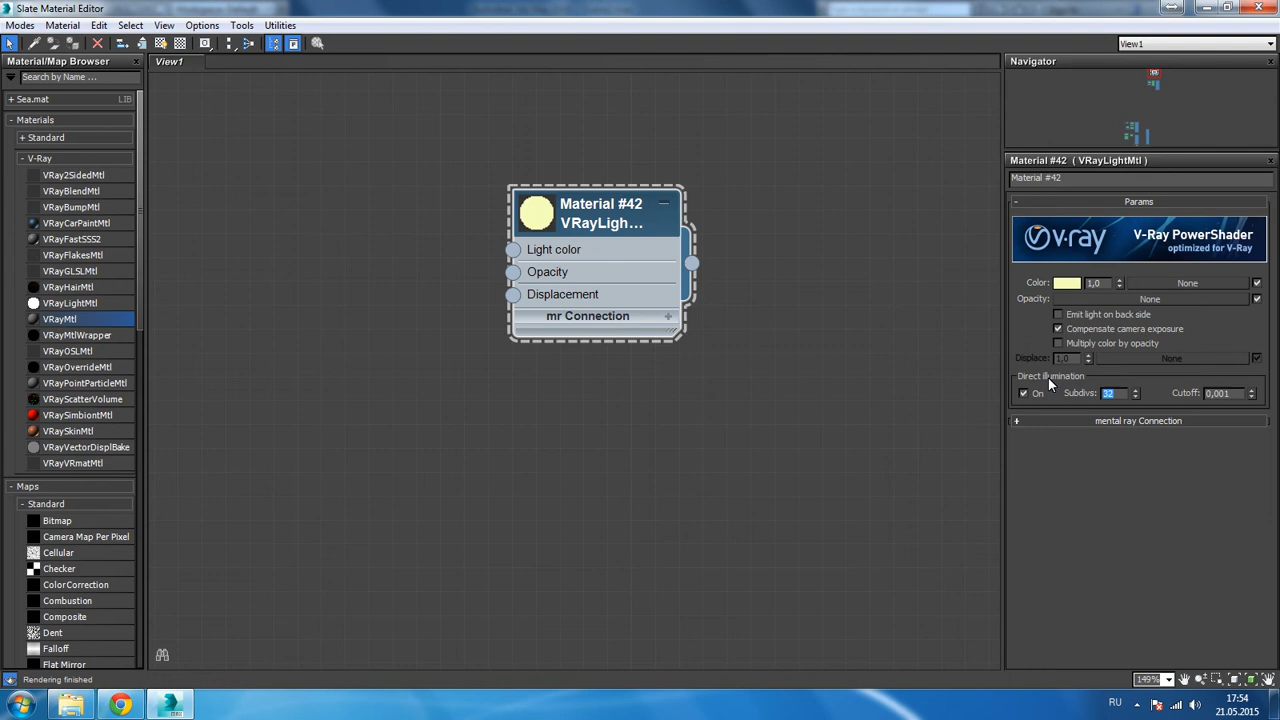 Slate Material Editor
Modes Material Edit Select View Options Tools Utilities
View1
Material/Map Browser
Search by Name ...
+ Sea.mat LIB
- Materials
+ Standard
- V-Ray
VRay2SidedMtl
VRayBlendMtl
VRayBumpMtl
VRayCarPaintMtl
VRayFastSSS2
VRayFlakesMtl
VRayGLSLMtl
VRayHairMtl
VRayLightMtl
VRayMtl
VRayMtlWrapper
VRayOSLMtl
VRayOverrideMtl
VRayPointParticleMtl
VRayScatterVolume
VRaySimbiontMtl
VRaySkinMtl
VRayVectorDisplBake
VRayVRmatMtl
- Maps
- Standard
Bitmap
Camera Map Per Pixel
Cellular
Checker
ColorCorrection
Combustion
Composite
Dent
Falloff
Flat Mirror
Rendering finished
View1
Material #42
VRayLigh...
Light color
Opacity
Displacement
mr Connection +
Navigator
Material #42 ( VRayLightMtl )
Material #42
- Params
v·ray V-Ray PowerShader
optimized for V-Ray
Color: 1,0 None
Opacity: None
Emit light on back side
Compensate camera exposure
Multiply color by opacity
Displace: 1,0 None
Direct illumination
On Subdivs: 32 Cutoff: 0,001
+ mental ray Connection
149%
RU 17:54
21.05.2015